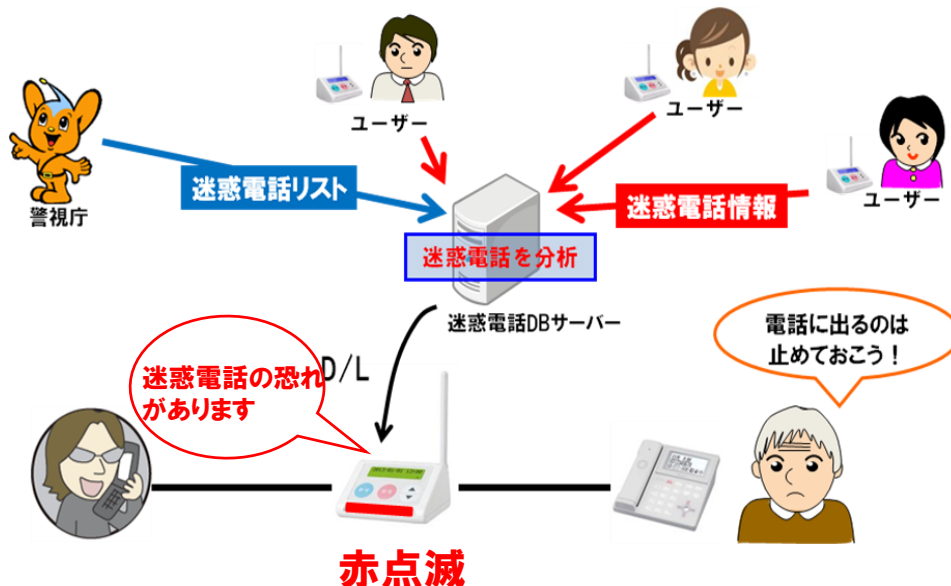 ユーザー
ユーザー
警視庁
迷惑電話リスト
迷惑電話情報
ユーザー
迷惑電話を分析
迷惑電話DBサーバー
電話に出るのは
止めておこう！
D/L
迷惑電話の恐れ
があります
赤点滅